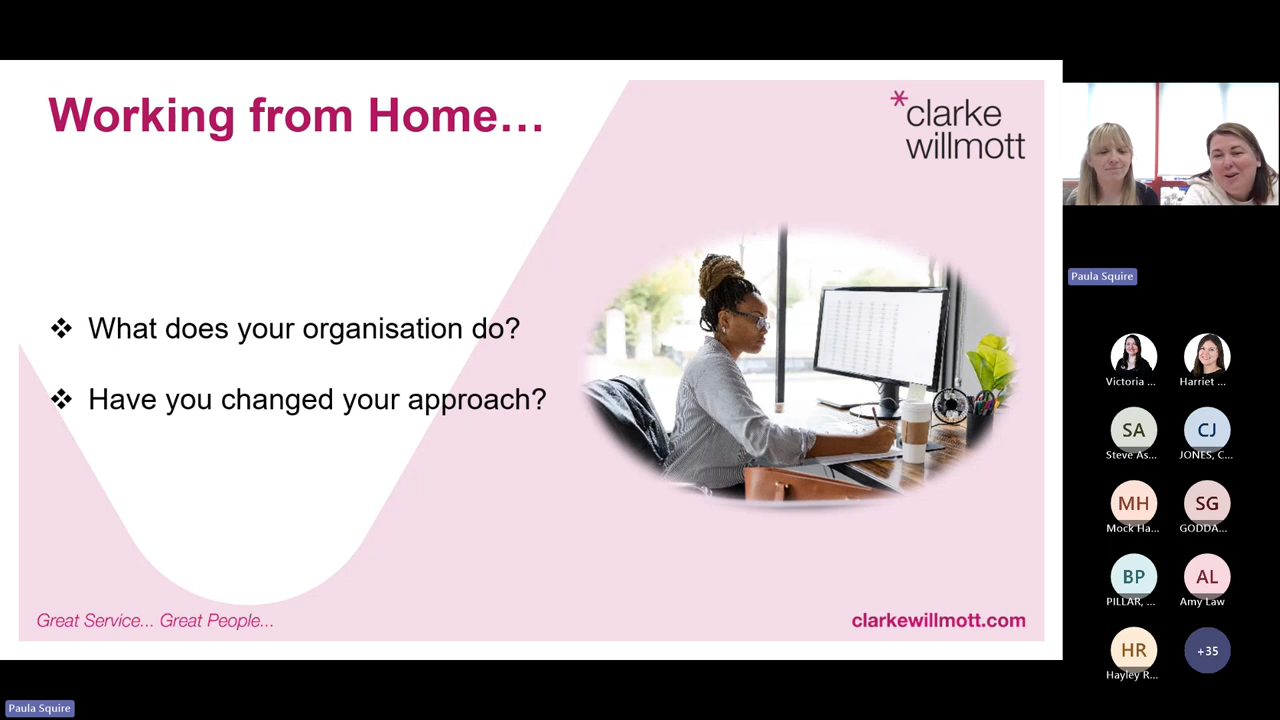 Working from Home…
*clarke
willmott
❖ What does your organisation do?
❖ Have you changed your approach?
Great Service... Great People...
clarkewillmott.com
Paula Squire
Victoria ...
Harriet ...
SA
CJ
Steve As...
JONES, C...
MH
SG
Mock Ha...
GODDA...
BP
AL
PILLAR, ...
Amy Law
HR
+35
Hayley R...
Paula Squire